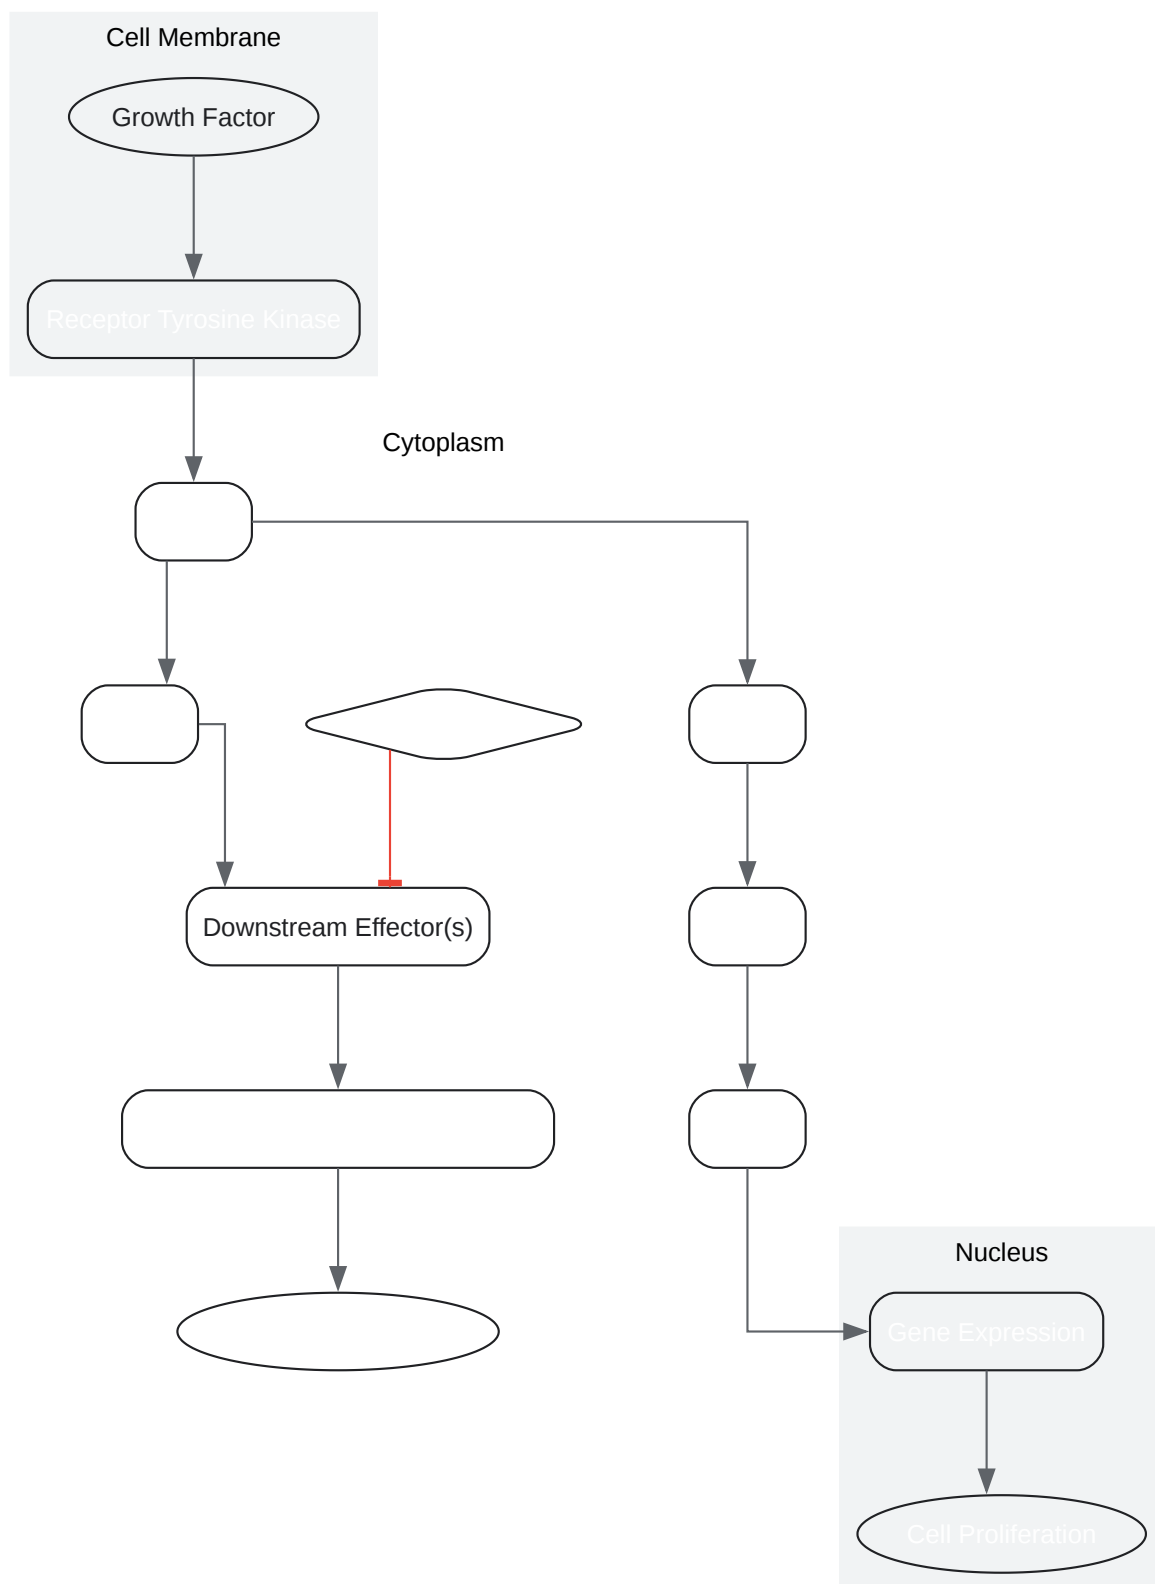 Cell Membrane
Growth Factor
Receptor Tyrosine Kinase
Cytoplasm
Downstream Effector(s)
Nucleus
Gene Expression
Cell Proliferation